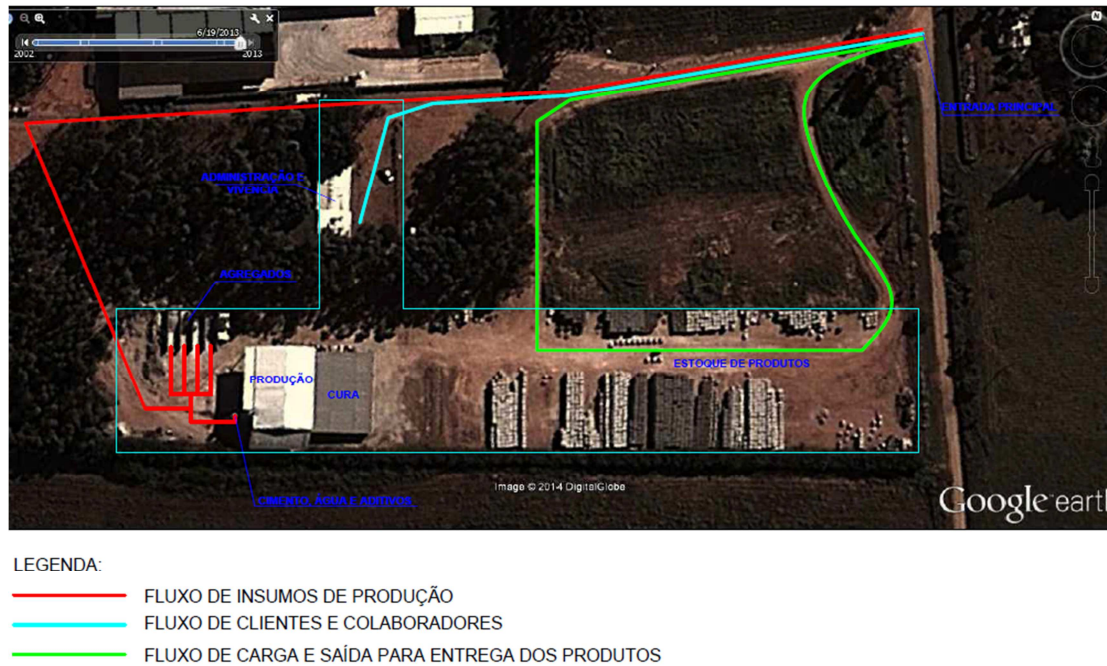 6/19/2013
2002
2013
N
ENTRADA PRINCIPAL
ADMINISTRAÇÃO E
VIVÊNCIA
AGREGADOS
PRODUÇÃO
CURA
ESTOQUE DE PRODUTOS
CIMENTO, ÁGUA E ADITIVOS
Image © 2014 DigitalGlobe
Google earth
LEGENDA:
FLUXO DE INSUMOS DE PRODUÇÃO
FLUXO DE CLIENTES E COLABORADORES
FLUXO DE CARGA E SAÍDA PARA ENTREGA DOS PRODUTOS